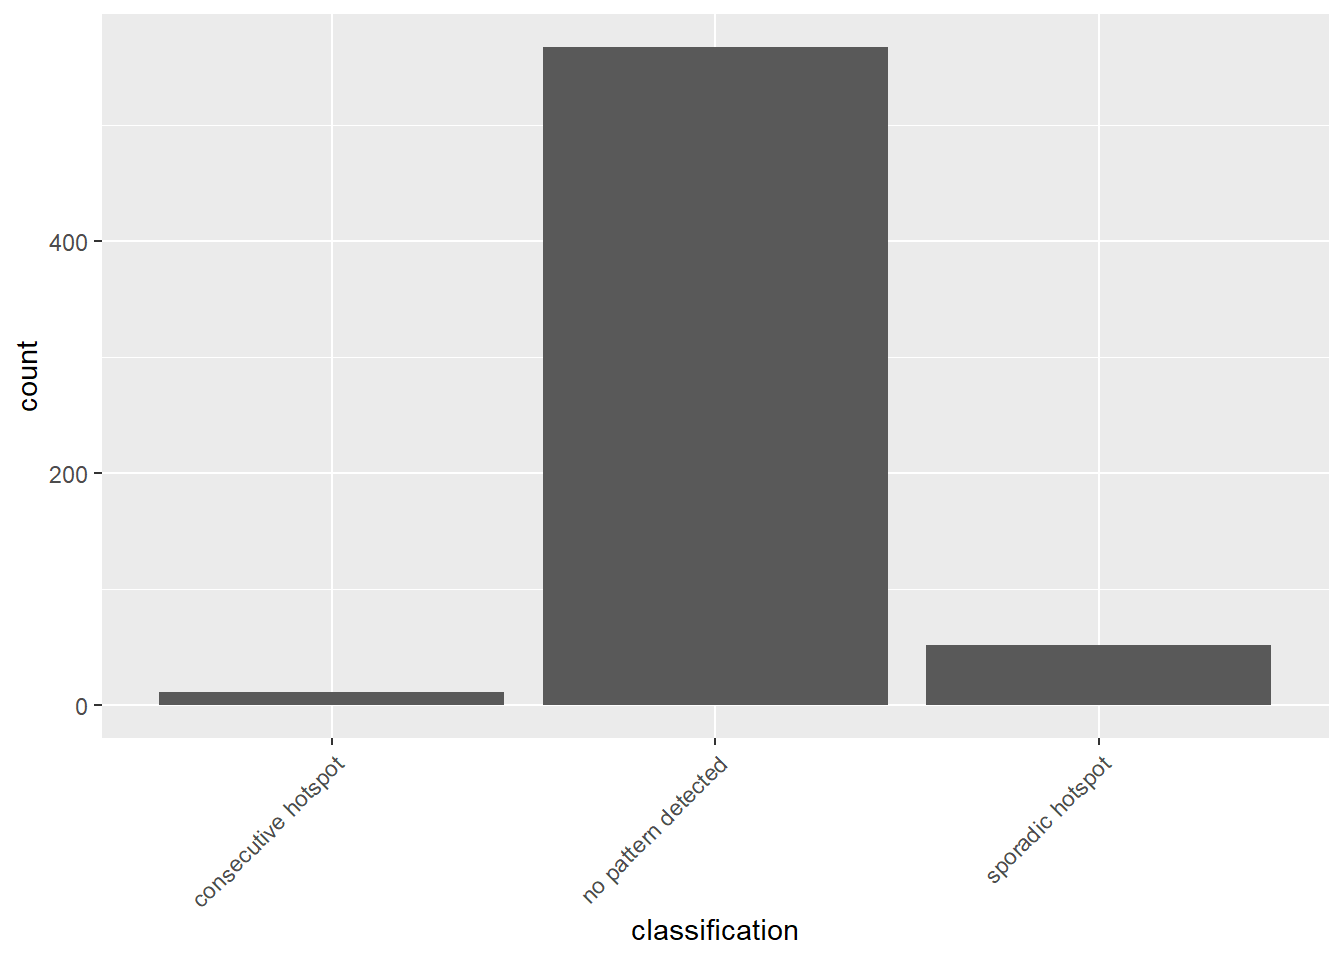 count
400
200
0
consecutive hotspot
no pattern detected
sporadic hotspot
classification